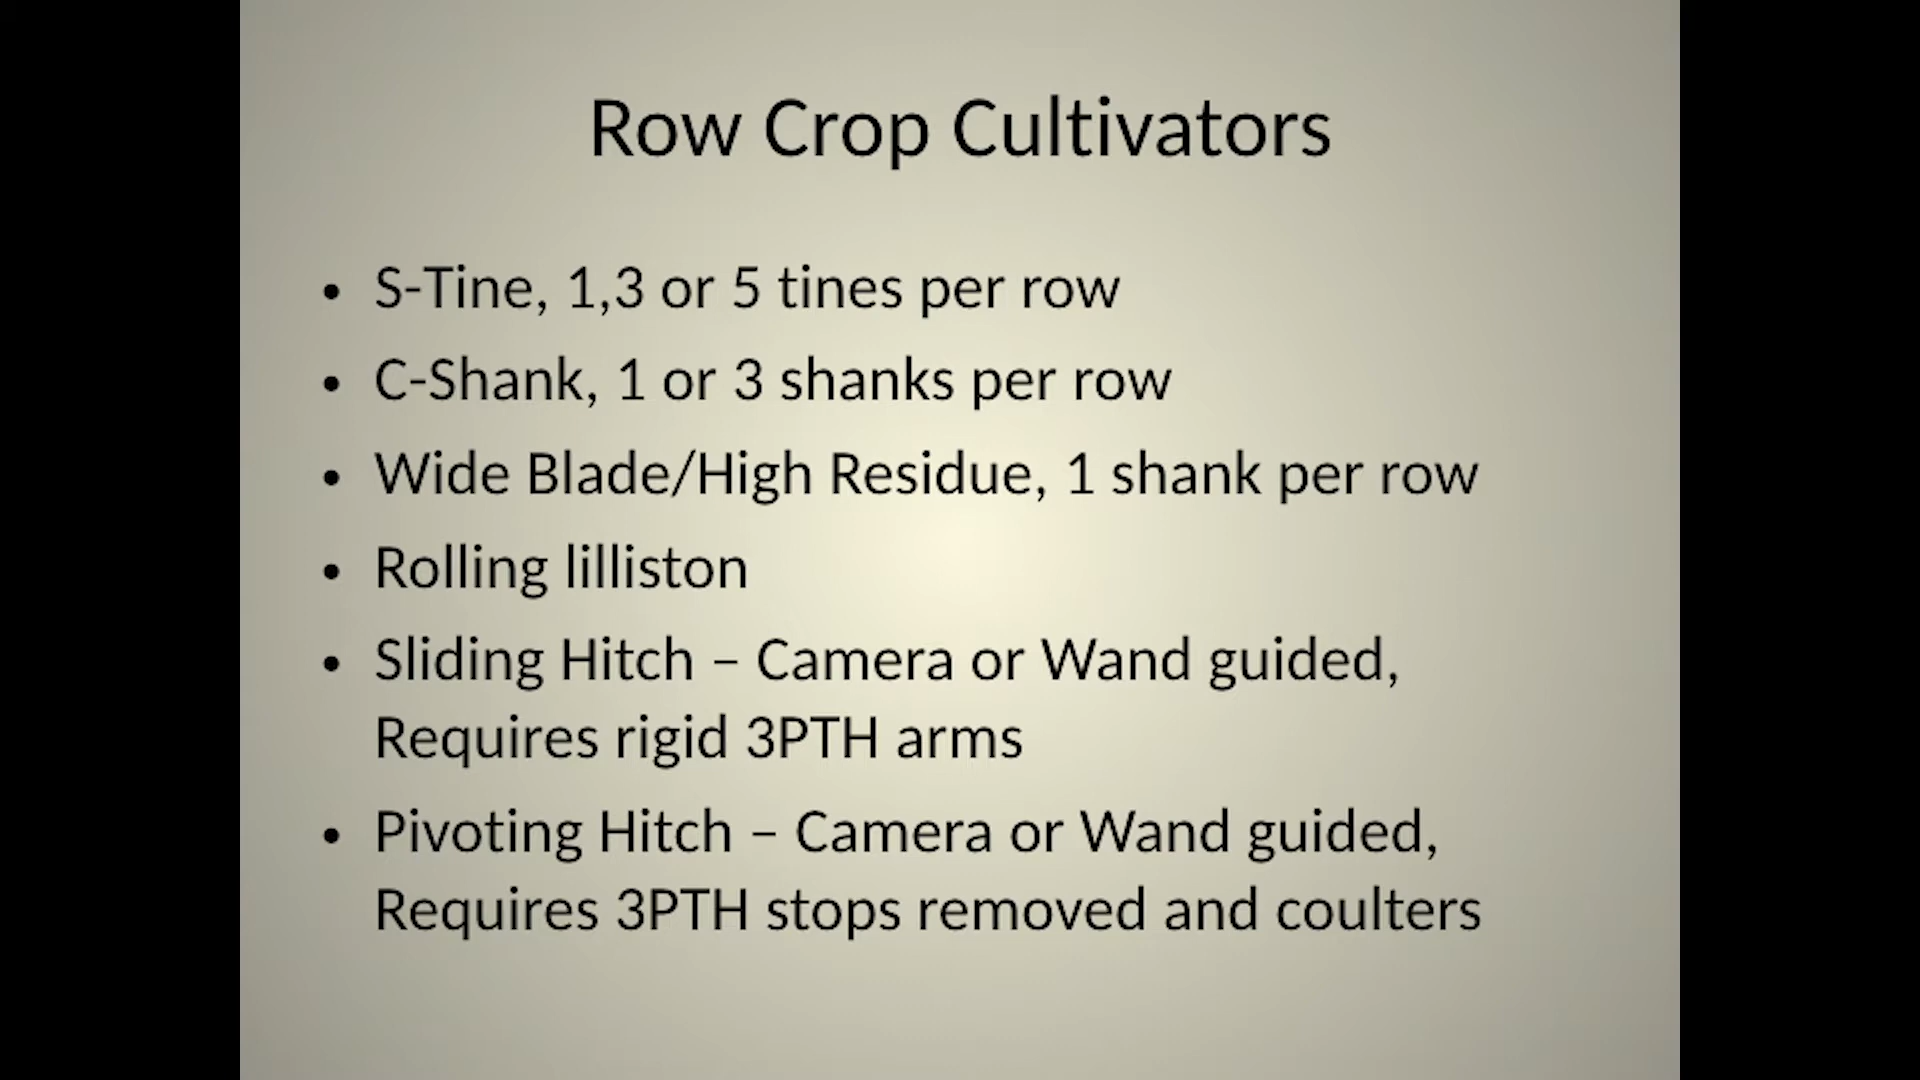 Row Crop Cultivators
• S-Tine, 1,3 or 5 tines per row
• C-Shank, 1 or 3 shanks per row
• Wide Blade/High Residue, 1 shank per row
• Rolling lilliston
• Sliding Hitch – Camera or Wand guided,
Requires rigid 3PTH arms
• Pivoting Hitch – Camera or Wand guided,
Requires 3PTH stops removed and coulters